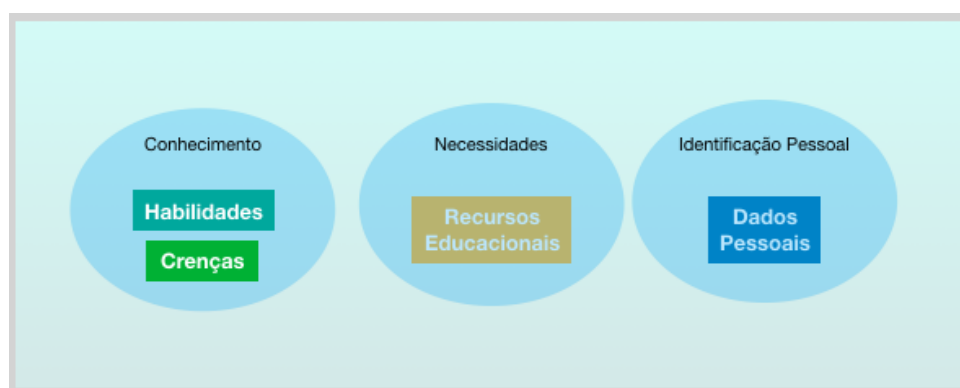 Conhecimento
Habilidades
Crenças
Necessidades
Recursos
Educacionais
Identificação Pessoal
Dados
Pessoais